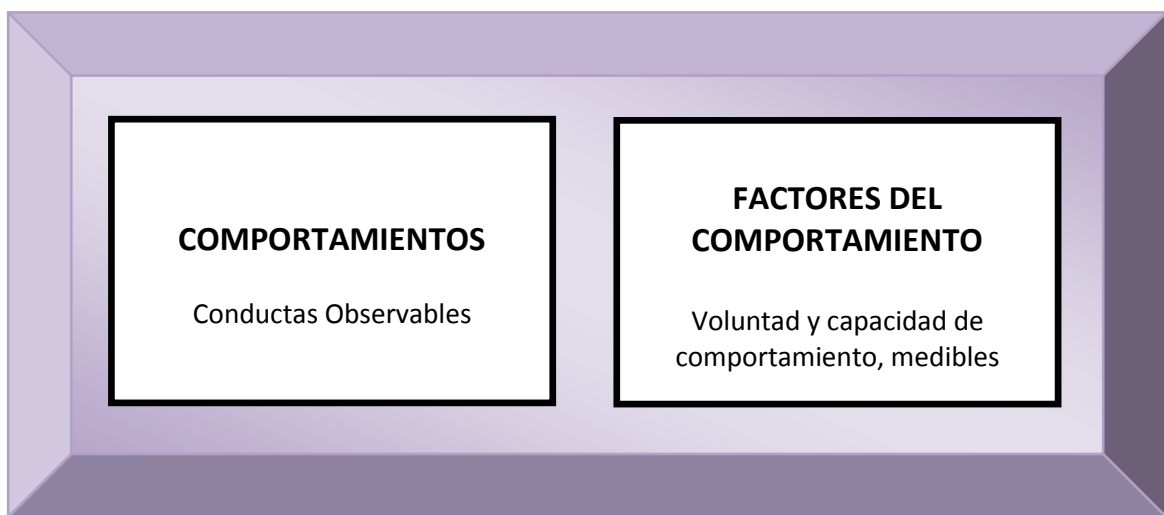 COMPORTAMIENTOS
Conductas Observables
FACTORES DEL
COMPORTAMIENTO
Voluntad y capacidad de
comportamiento, medibles